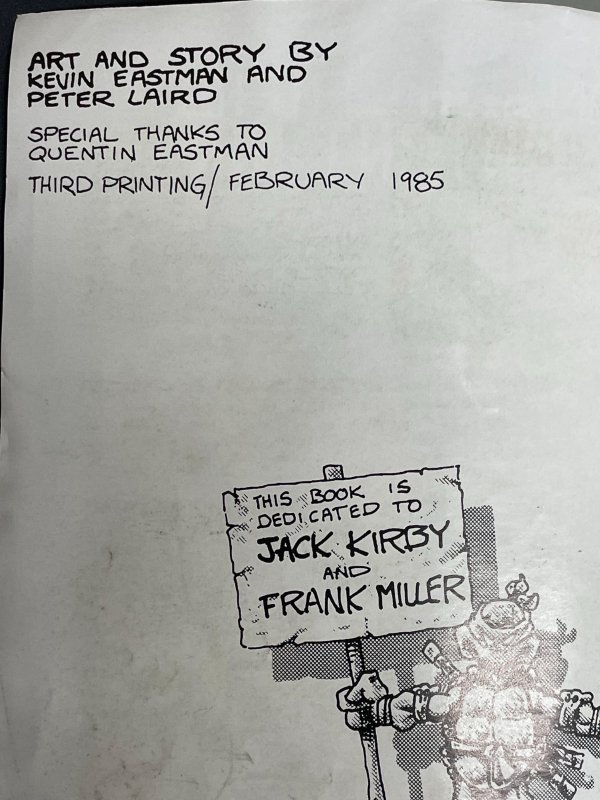 ART AND STORY BY
KEVIN EASTMAN AND
PETER LAIRD
SPECIAL THANKS TO
QUENTIN EASTMAN
THIRD PRINTING/FEBRUARY 1985
THIS BOOK IS
DEDICATED TO
JACK KIRBY
AND
FRANK MILLER